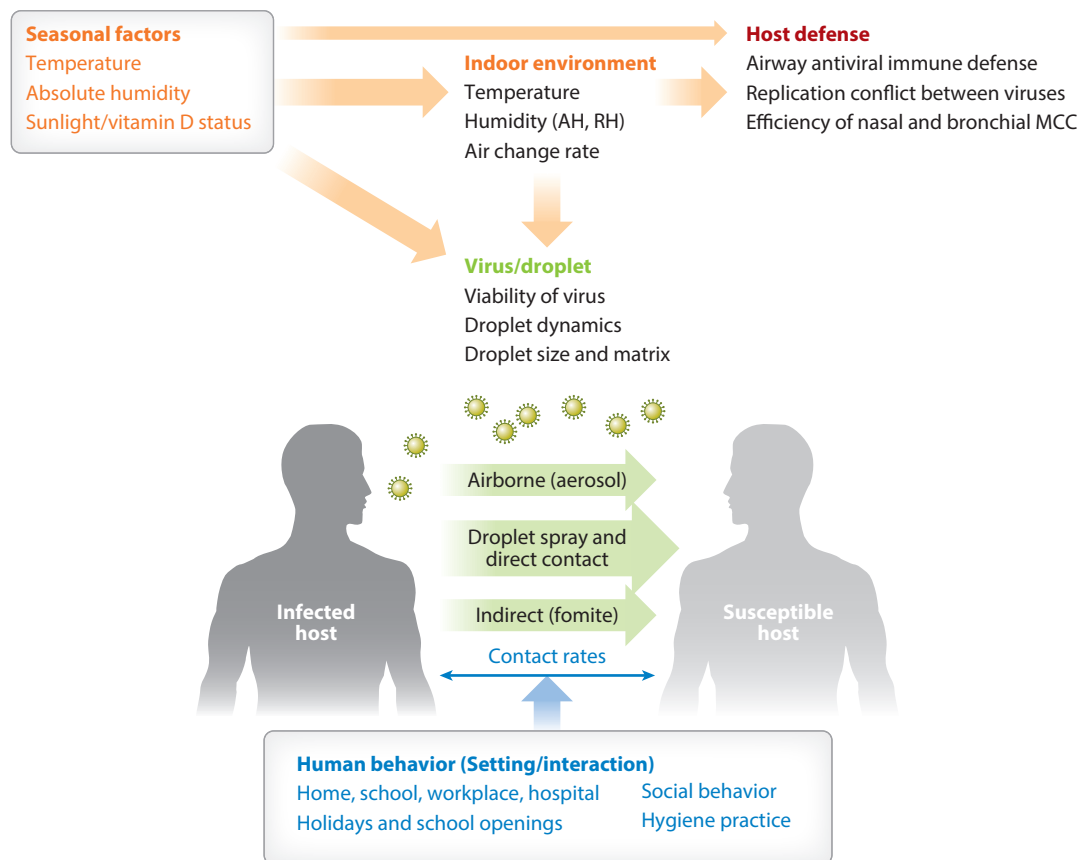 Seasonal factors
Temperature
Absolute humidity
Sunlight/vitamin D status
Indoor environment
Temperature
Humidity (AH, RH)
Air change rate
Host defense
Airway antiviral immune defense
Replication conflict between viruses
Efficiency of nasal and bronchial MCC
Virus/droplet
Viability of virus
Droplet dynamics
Droplet size and matrix
Infected
host
Airborne (aerosol)
Droplet spray and
direct contact
Indirect (fomite)
Contact rates
Susceptible
host
Human behavior (Setting/interaction)
Home, school, workplace, hospital
Holidays and school openings
Social behavior
Hygiene practice